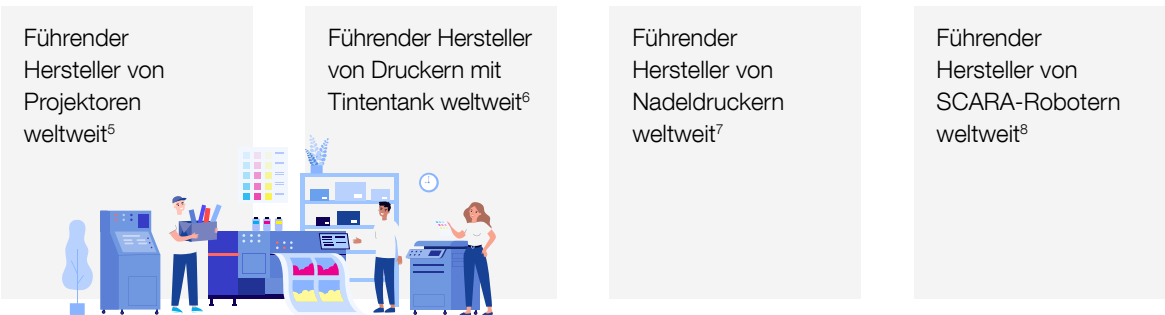 Führender
Hersteller von
Projektoren
weltweit⁵
Führender Hersteller
von Druckern mit
Tintentank weltweit⁶
Führender
Hersteller von
Nadeldruckern
weltweit⁷
Führender
Hersteller von
SCARA-Robotern
weltweit⁸